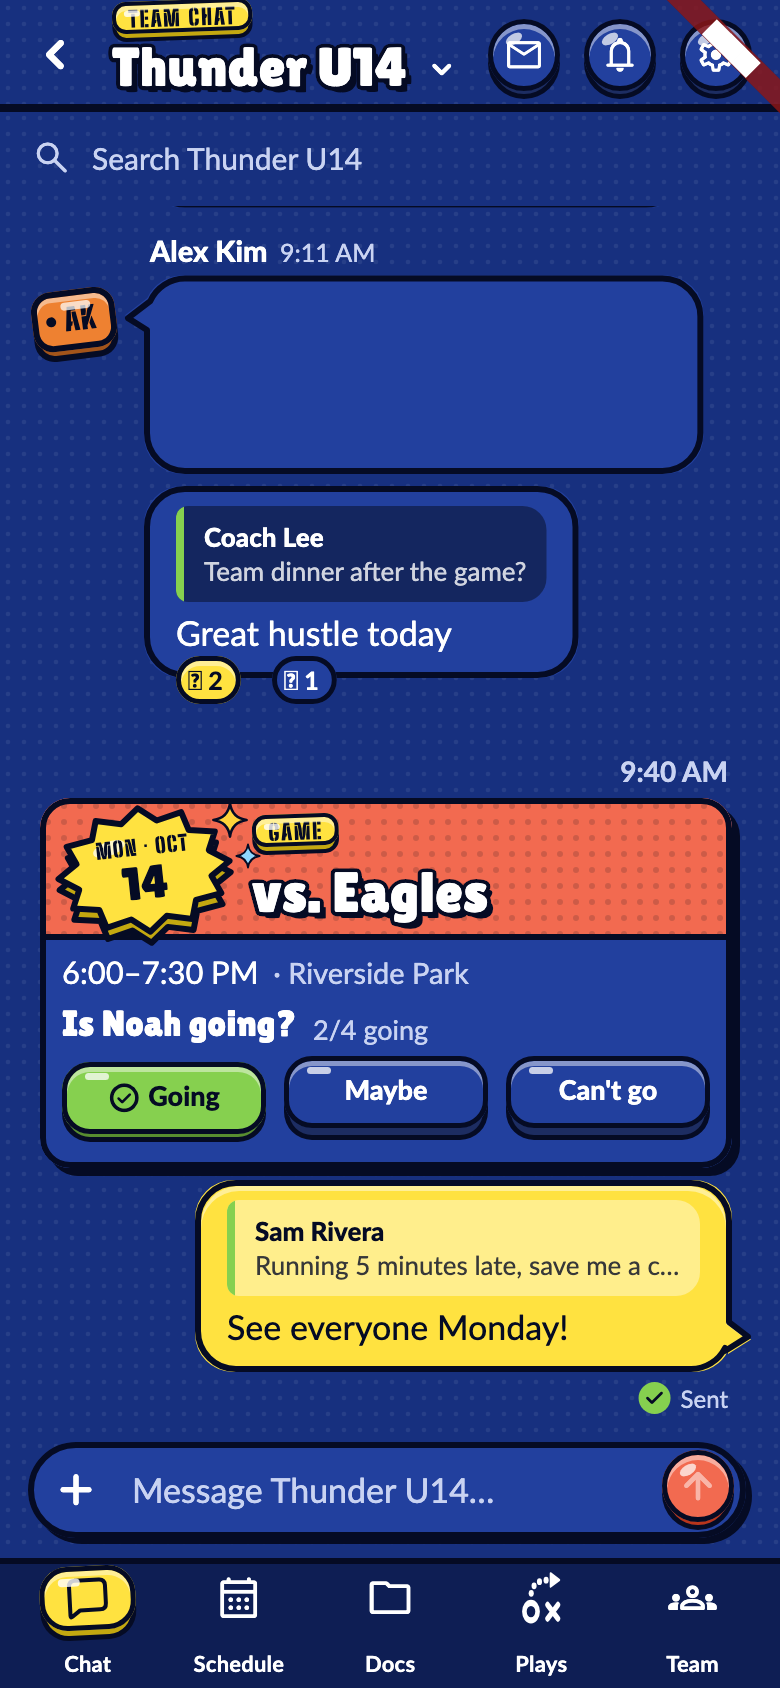 TEAM CHAT
Thunder U14
Search Thunder U14
Alex Kim 9:11 AM
• AK
Coach Lee
Team dinner after the game?
Great hustle today
2
1
9:40 AM
MON · OCT
14
GAME
vs. Eagles
6:00–7:30 PM · Riverside Park
Is Noah going? 2/4 going
Going
Maybe
Can't go
Sam Rivera
Running 5 minutes late, save me a c...
See everyone Monday!
Sent
Message Thunder U14...
Chat
Schedule
Docs
Plays
Team